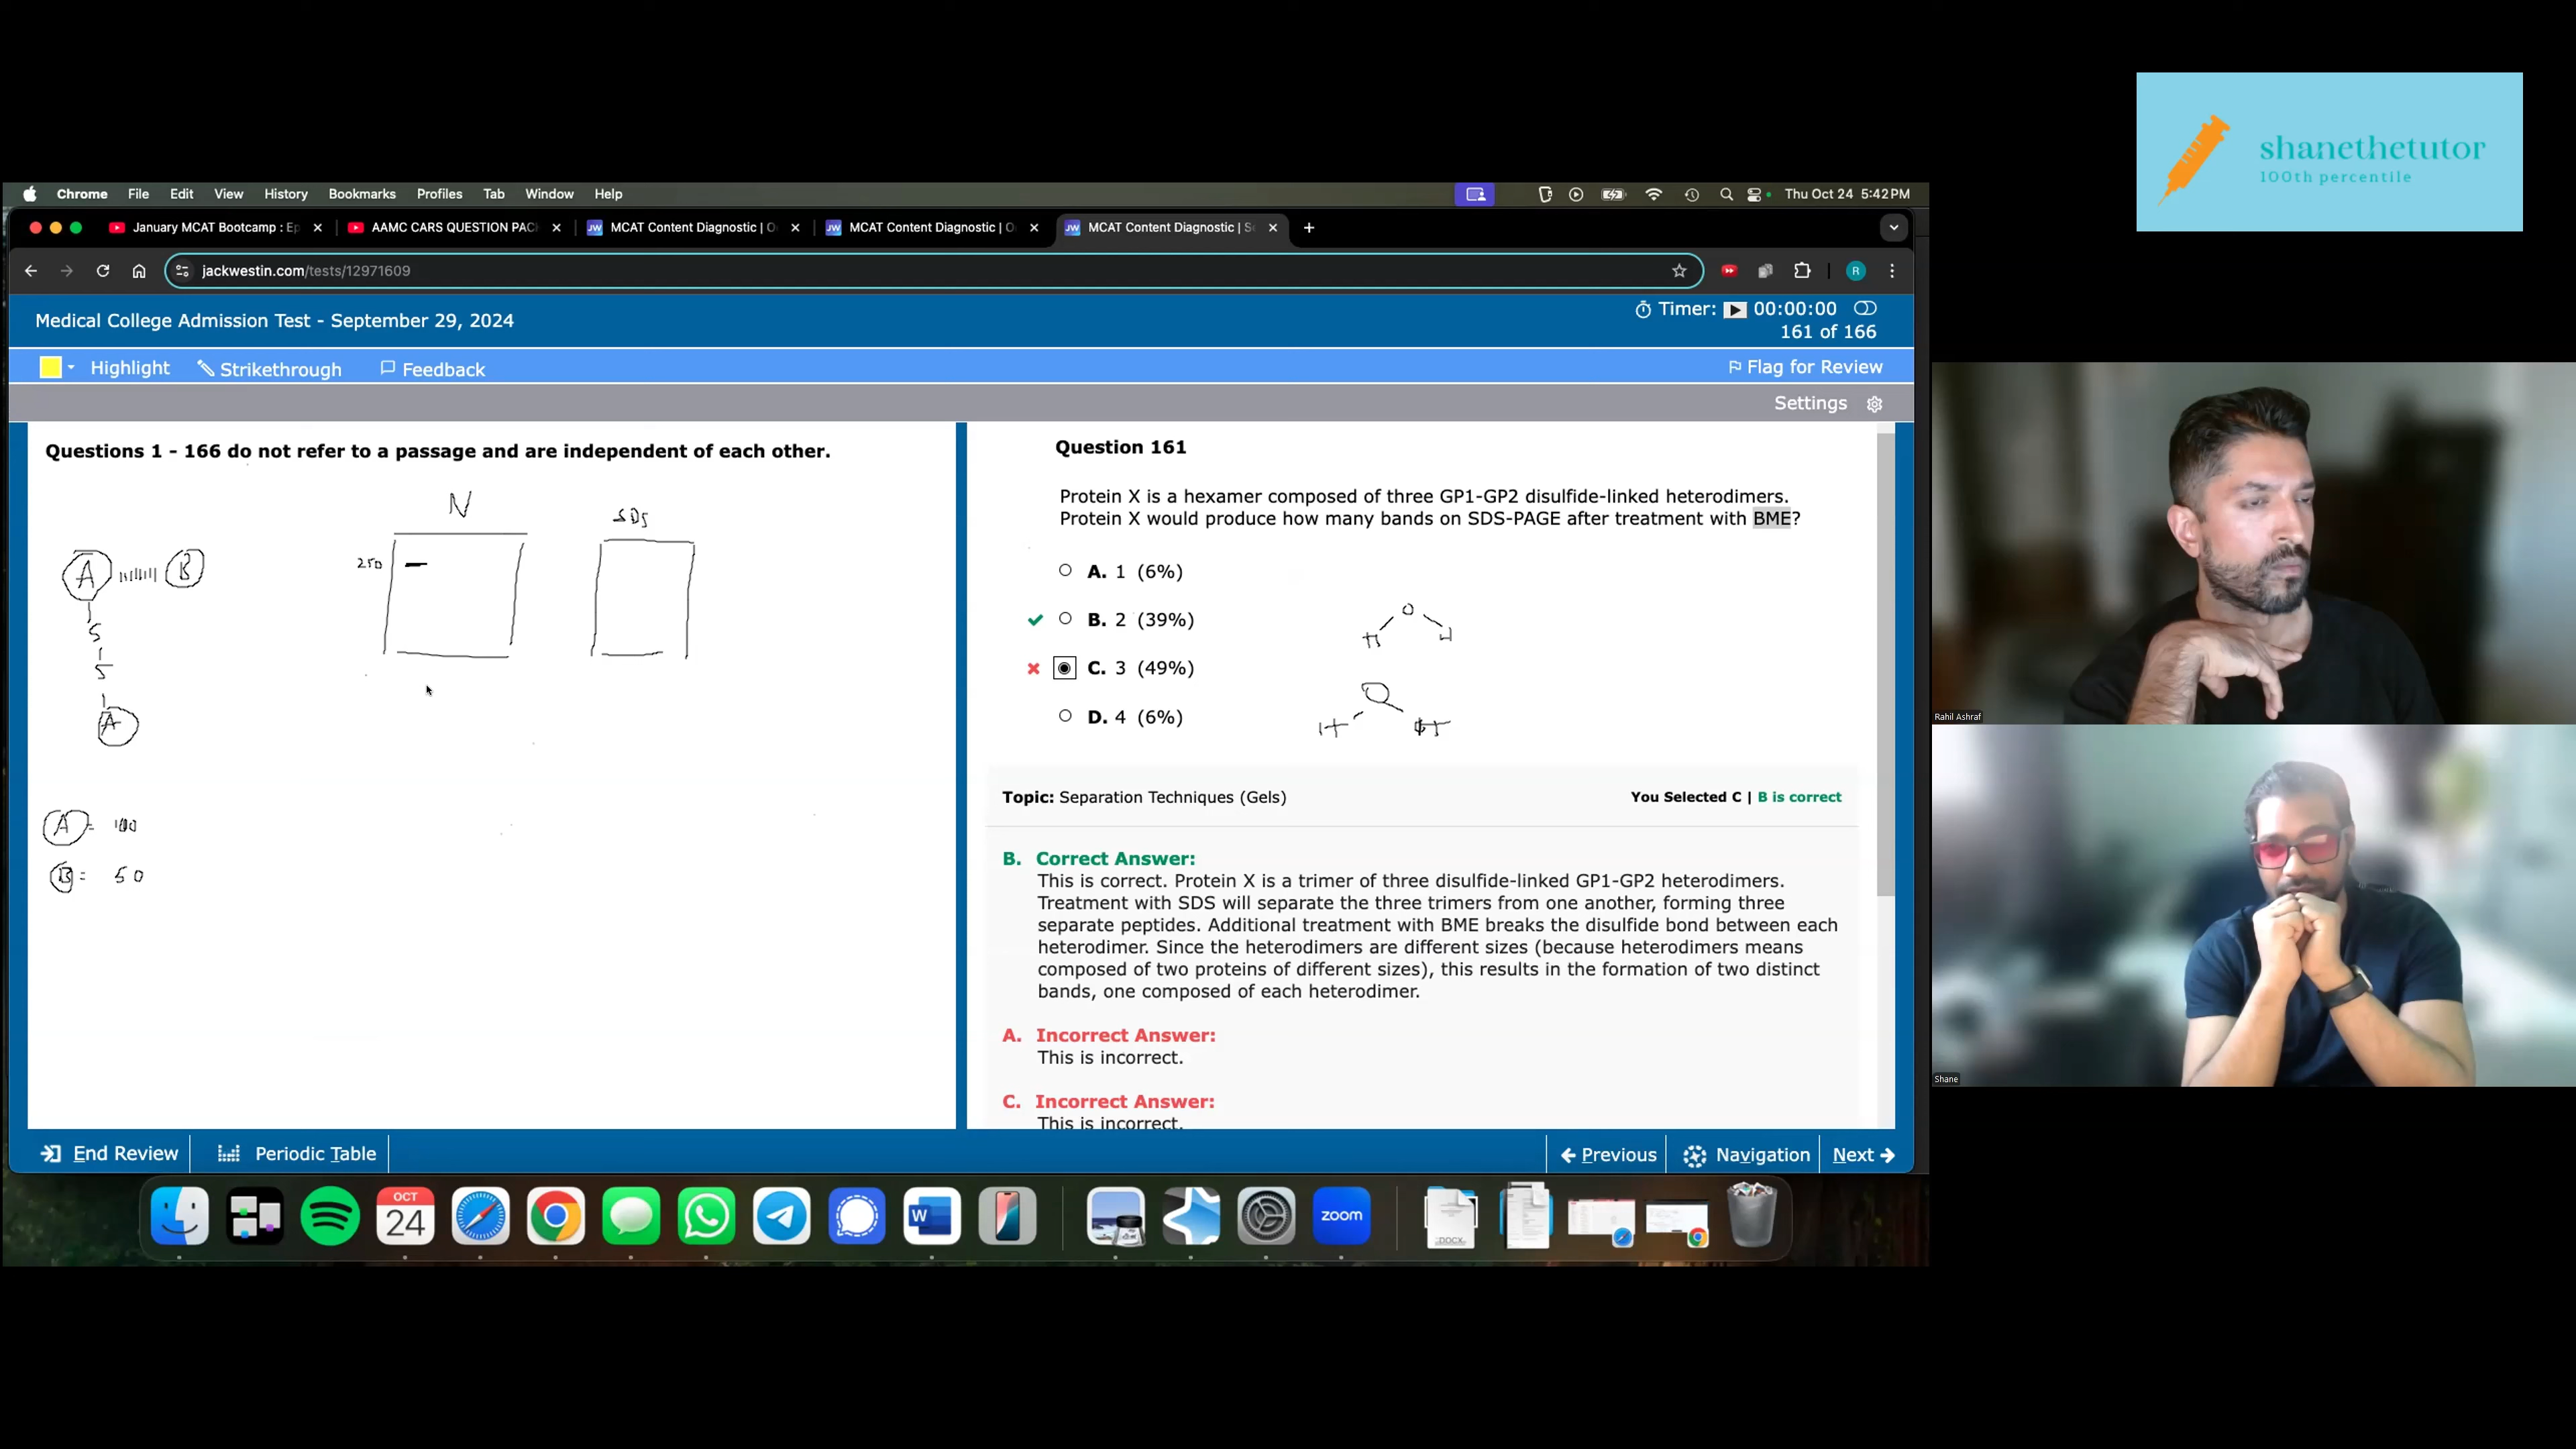 shanethetutor
100th percentile
Chrome File Edit View History Bookmarks Profiles Tab Window Help
Thu Oct 24 5:42 PM
January MCAT Bootcamp : Ep
AAMC CARS QUESTION PAC
MCAT Content Diagnostic | O
MCAT Content Diagnostic | O
MCAT Content Diagnostic | S
jackwestin.com/tests/12971609
R
Medical College Admission Test - September 29, 2024
Timer: 00:00:00
161 of 166
Highlight Strikethrough Feedback
Flag for Review
Settings
Questions 1 - 166 do not refer to a passage and are independent of each other.
N
SDS
250
A
B
S
S
A
A = 100
B = 50
Question 161
Protein X is a hexamer composed of three GP1-GP2 disulfide-linked heterodimers.
Protein X would produce how many bands on SDS-PAGE after treatment with BME?
A. 1 (6%)
B. 2 (39%)
C. 3 (49%)
D. 4 (6%)
Topic: Separation Techniques (Gels)
You Selected C | B is correct
B. Correct Answer:
This is correct. Protein X is a trimer of three disulfide-linked GP1-GP2 heterodimers.
Treatment with SDS will separate the three trimers from one another, forming three
separate peptides. Additional treatment with BME breaks the disulfide bond between each
heterodimer. Since the heterodimers are different sizes (because heterodimers means
composed of two proteins of different sizes), this results in the formation of two distinct
bands, one composed of each heterodimer.
A. Incorrect Answer:
This is incorrect.
C. Incorrect Answer:
This is incorrect.
End Review
Periodic Table
Previous
Navigation
Next
Rahil Ashraf
Shane
OCT
24
W
zoom
DOCX